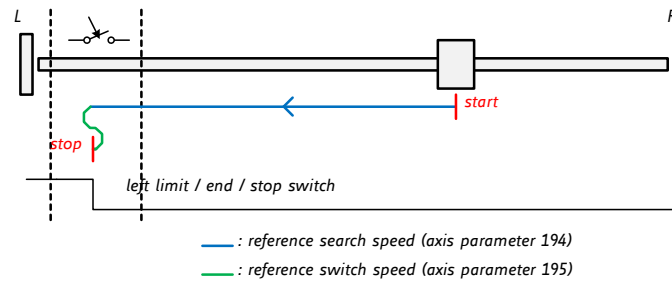 L
R
start
stop
left limit / end / stop switch
: reference search speed (axis parameter 194)
: reference switch speed (axis parameter 195)